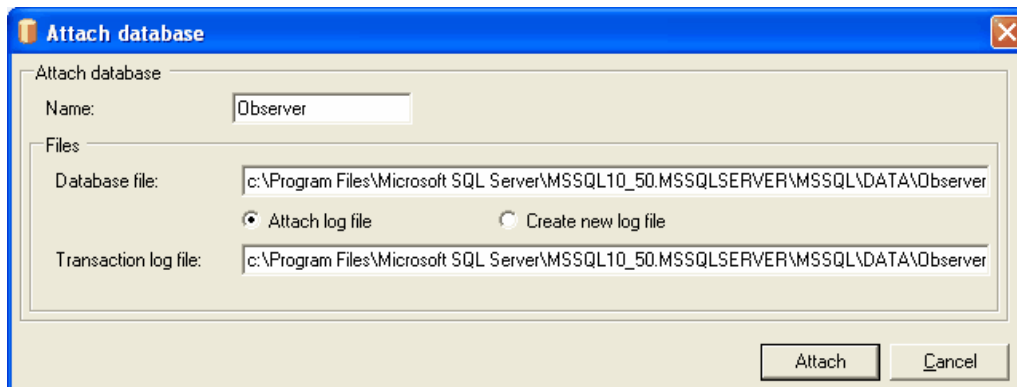 Attach database
Attach database
Name: Observer
Files
Database file: c:\Program Files\Microsoft SQL Server\MSSQL10_50.MSSQLSERVER\MSSQL\DATA\Observer
Attach log file Create new log file
Transaction log file: c:\Program Files\Microsoft SQL Server\MSSQL10_50.MSSQLSERVER\MSSQL\DATA\Observer
Attach Cancel